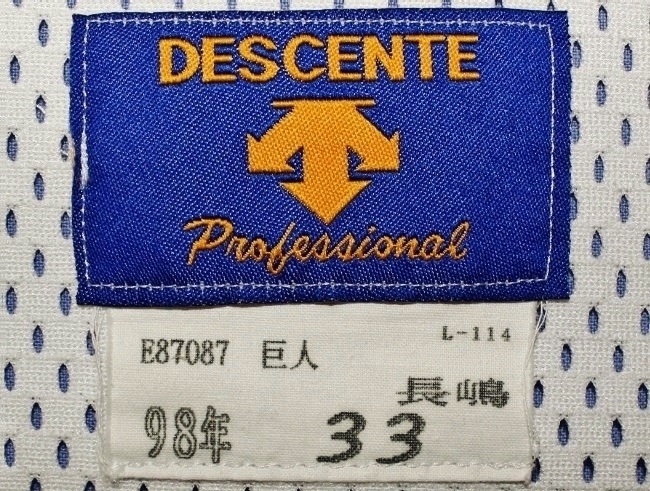 DESCENTE
Professional
L-114
E87087 巨人
長嶋
98年 33